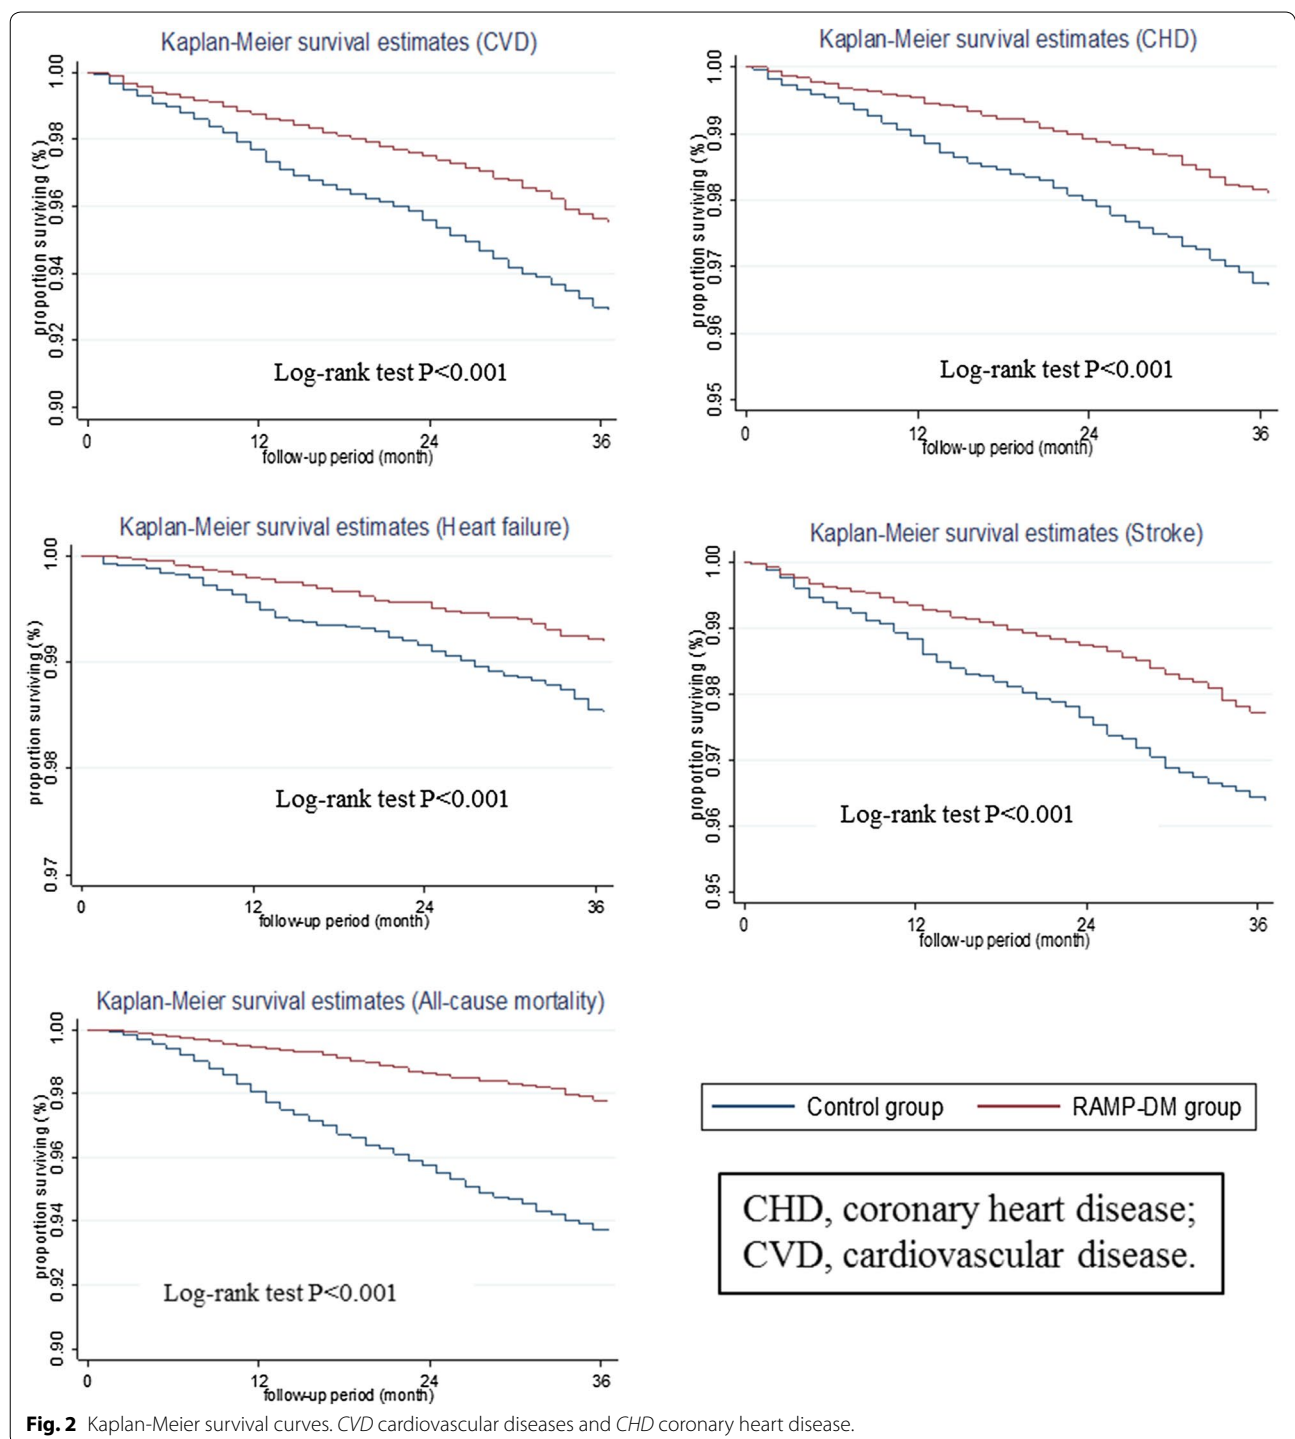 Kaplan-Meier survival estimates (CVD)
proportion surviving (%)
1.00
0.98
0.96
0.94
0.92
0.90
Log-rank test P<0.001
0 12 24 36
follow-up period (month)
Kaplan-Meier survival estimates (CHD)
proportion surviving (%)
1.00
0.99
0.98
0.97
0.96
0.95
Log-rank test P<0.001
0 12 24 36
follow-up period (month)
Kaplan-Meier survival estimates (Heart failure)
proportion surviving (%)
1.00
0.99
0.98
0.97
Log-rank test P<0.001
0 12 24 36
follow-up period (month)
Kaplan-Meier survival estimates (Stroke)
proportion surviving (%)
1.00
0.99
0.98
0.97
0.96
0.95
Log-rank test P<0.001
0 12 24 36
follow-up period (month)
Kaplan-Meier survival estimates (All-cause mortality)
proportion surviving (%)
1.00
0.98
0.96
0.94
0.92
0.90
Log-rank test P<0.001
0 12 24 36
follow-up period (month)
Control group RAMP-DM group
CHD, coronary heart disease;
CVD, cardiovascular disease.
Fig. 2 Kaplan-Meier survival curves. CVD cardiovascular diseases and CHD coronary heart disease.